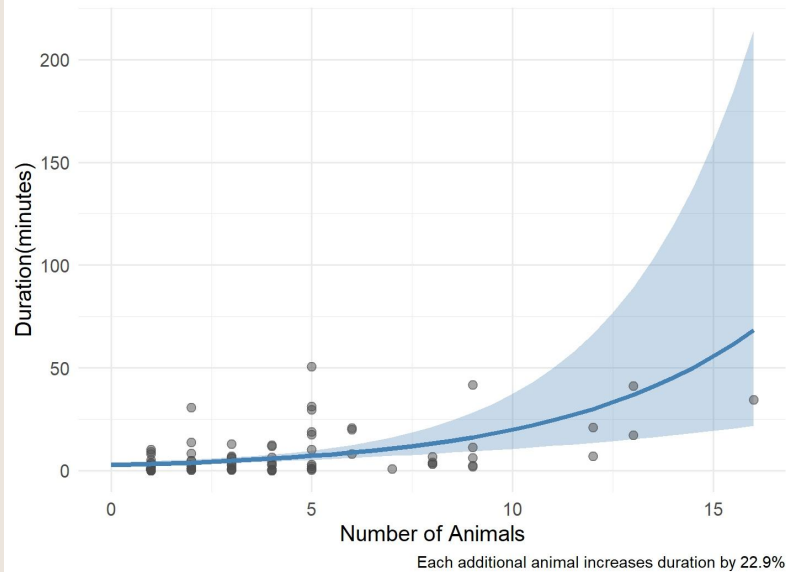 200
150
100
50
0
Duration(minutes)
0 5 10 15
Number of Animals
Each additional animal increases duration by 22.9%